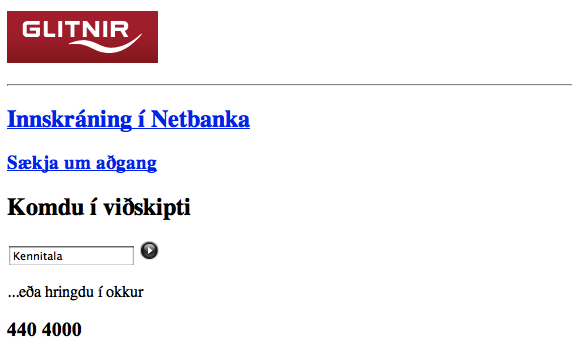 GLITNIR
Innskráning í Netbanka
Sækja um aðgang
Komdu í viðskipti
Kennitala
...eða hringdu í okkur
440 4000